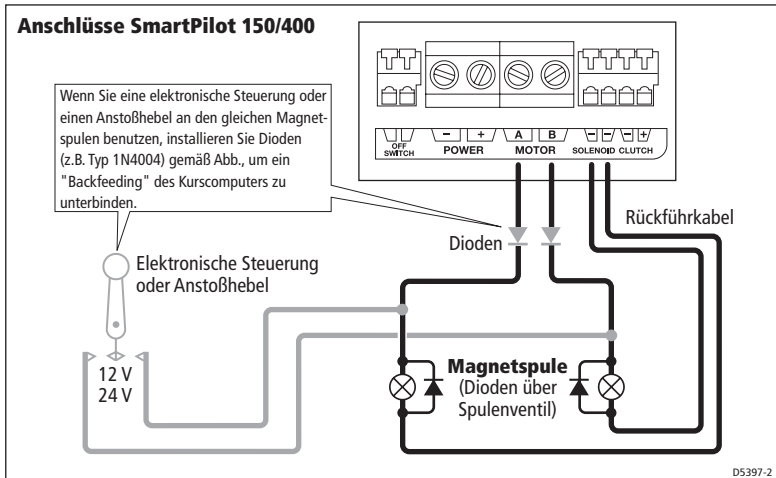 Anschlüsse SmartPilot 150/400
Wenn Sie eine elektronische Steuerung oder
einen Anstoßhebel an den gleichen Magnet-
spulen benutzen, installieren Sie Dioden
(z.B. Typ 1N4004) gemäß Abb., um ein
"Backfeeding" des Kurscomputers zu
unterbinden.
OFF
SWITCH
− +
POWER
A B
MOTOR
− −
SOLENOID
− +
CLUTCH
Rückführkabel
Dioden
Elektronische Steuerung
oder Anstoßhebel
12 V
24 V
Magnetspule
(Dioden über
Spulenventil)
D5397-2